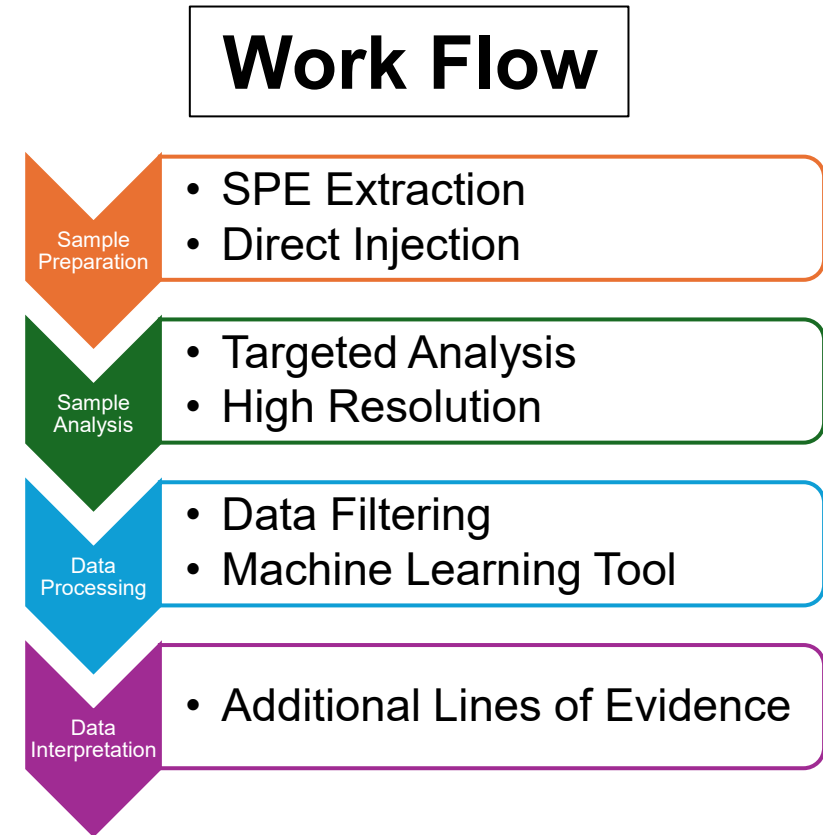 Work Flow
Sample
Preparation
• SPE Extraction
• Direct Injection
Sample
Analysis
• Targeted Analysis
• High Resolution
Data
Processing
• Data Filtering
• Machine Learning Tool
Data
Interpretation
• Additional Lines of Evidence